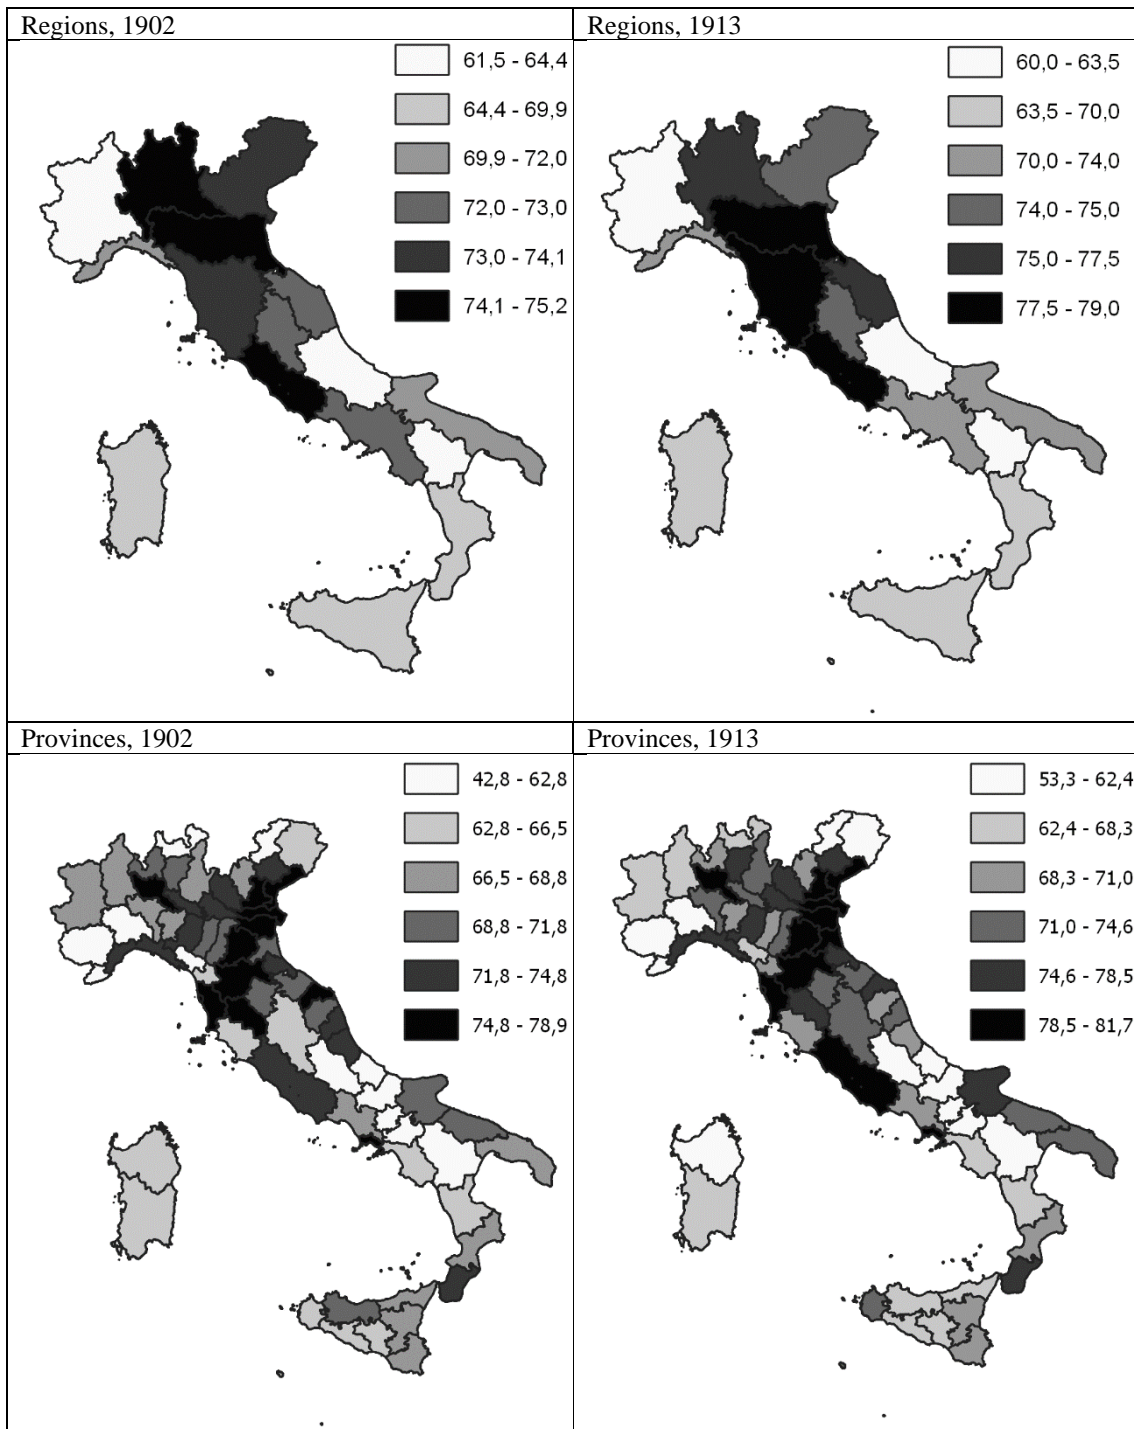 Regions, 1902
61,5 - 64,4
64,4 - 69,9
69,9 - 72,0
72,0 - 73,0
73,0 - 74,1
74,1 - 75,2
Regions, 1913
60,0 - 63,5
63,5 - 70,0
70,0 - 74,0
74,0 - 75,0
75,0 - 77,5
77,5 - 79,0
Provinces, 1902
42,8 - 62,8
62,8 - 66,5
66,5 - 68,8
68,8 - 71,8
71,8 - 74,8
74,8 - 78,9
Provinces, 1913
53,3 - 62,4
62,4 - 68,3
68,3 - 71,0
71,0 - 74,6
74,6 - 78,5
78,5 - 81,7